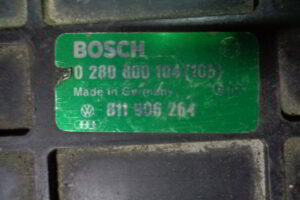 BOSCH
0 280 800 104 (105)
Made in Germany
811 906 264